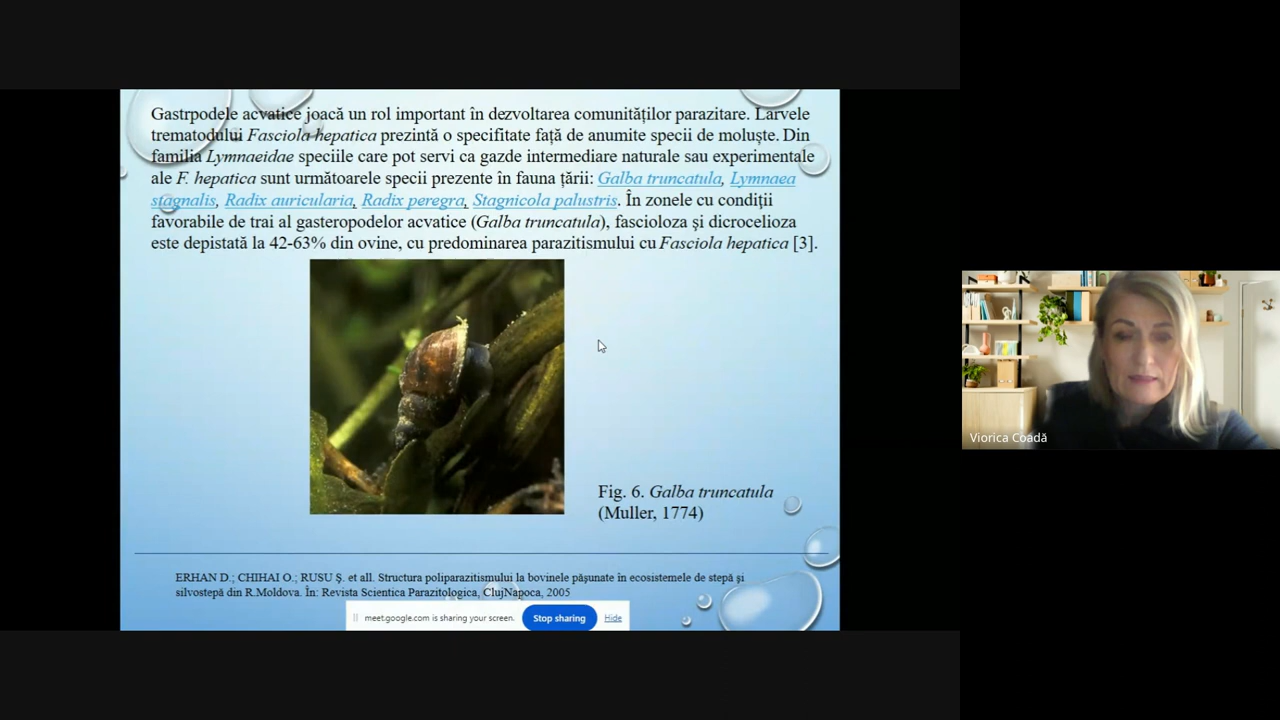 Gastrpodele acvatice joacă un rol important în dezvoltarea comunităților parazitare. Larvele
trematodului Fasciola hepatica prezintă o specifitate față de anumite specii de moluște. Din
familia Lymnaeidae speciile care pot servi ca gazde intermediare naturale sau experimentale
ale F. hepatica sunt următoarele specii prezente în fauna țării: Galba truncatula, Lymnaea
stagnalis, Radix auricularia, Radix peregra, Stagnicola palustris. În zonele cu condiții
favorabile de trai al gasteropodelor acvatice (Galba truncatula), fascioloza și dicrocelioza
este depistată la 42-63% din ovine, cu predominarea parazitismului cu Fasciola hepatica [3].
Fig. 6. Galba truncatula
(Muller, 1774)
ERHAN D.; CHIHAI O.; RUSU Ș. et all. Structura poliparazitismului la bovinele pășunate în ecosistemele de stepă și
silvostepă din R.Moldova. În: Revista Scientica Parazitologica, ClujNapoca, 2005
meet.google.com is sharing your screen. Stop sharing Hide
Viorica Coadă